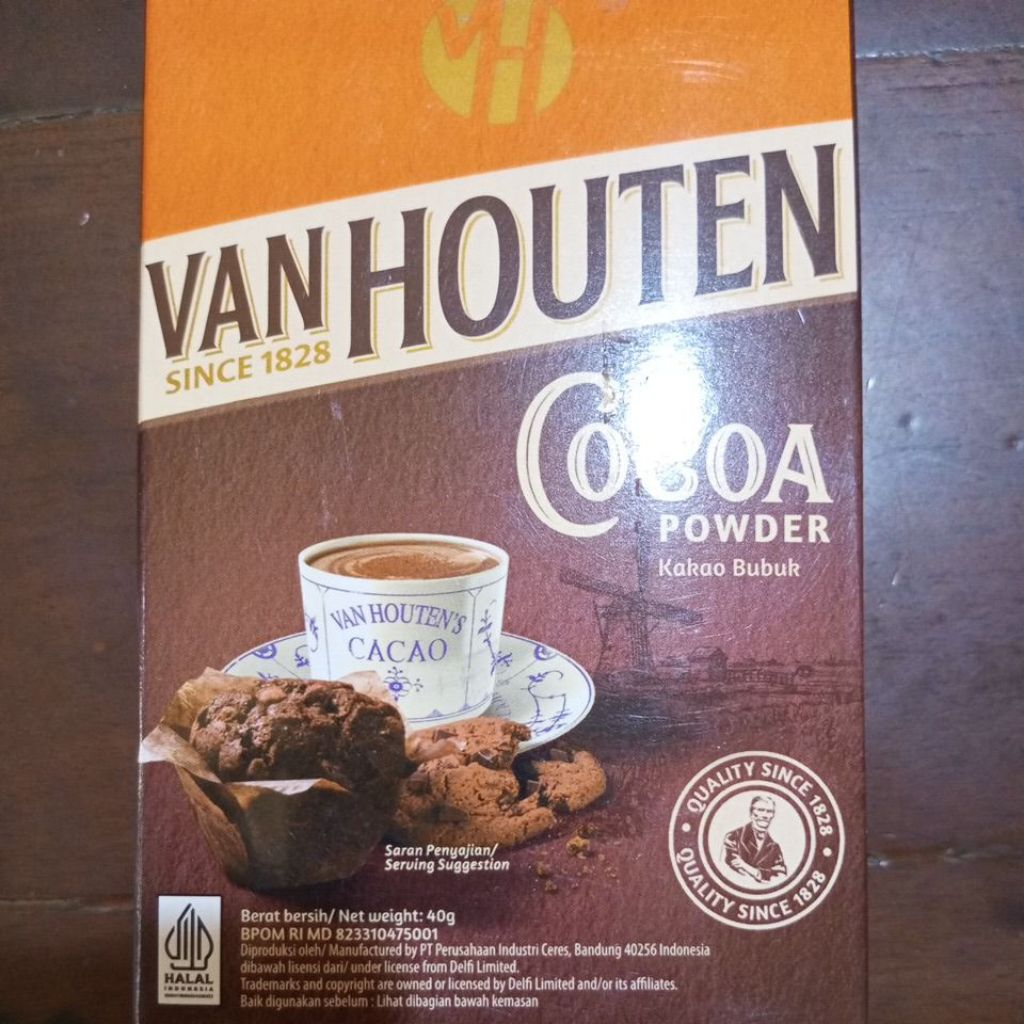 VH
VAN HOUTEN
SINCE 1828
COCOA
POWDER
Kakao Bubuk
VAN HOUTEN'S
CACAO
QUALITY SINCE 1828
QUALITY SINCE 1828
Saran Penyajian/
Serving Suggestion
HALAL
INDONESIA
Berat bersih/ Net weight: 40g
BPOM RI MD 823310475001
Diproduksi oleh/ Manufactured by PT Perusahaan Industri Ceres, Bandung 40256 Indonesia
dibawah lisensi dari/ under license from Delfi Limited.
Trademarks and copyright are owned or licensed by Delfi Limited and/or its affiliates.
Baik digunakan sebelum : Lihat dibagian bawah kemasan